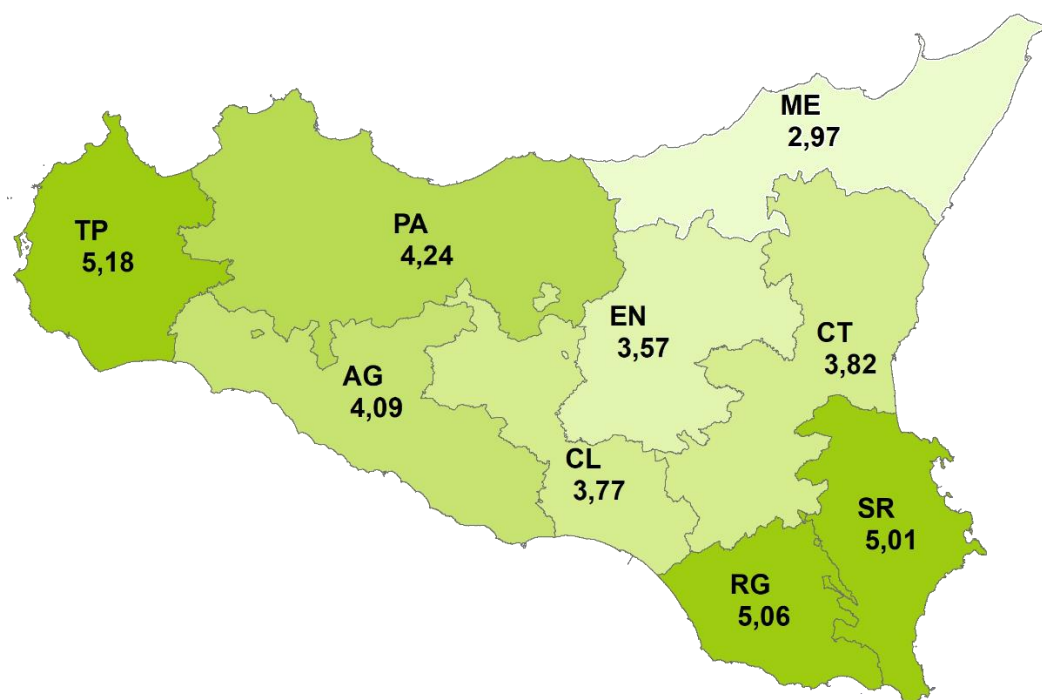 ME
2,97
TP
5,18
PA
4,24
EN
3,57
CT
3,82
AG
4,09
CL
3,77
SR
5,01
RG
5,06